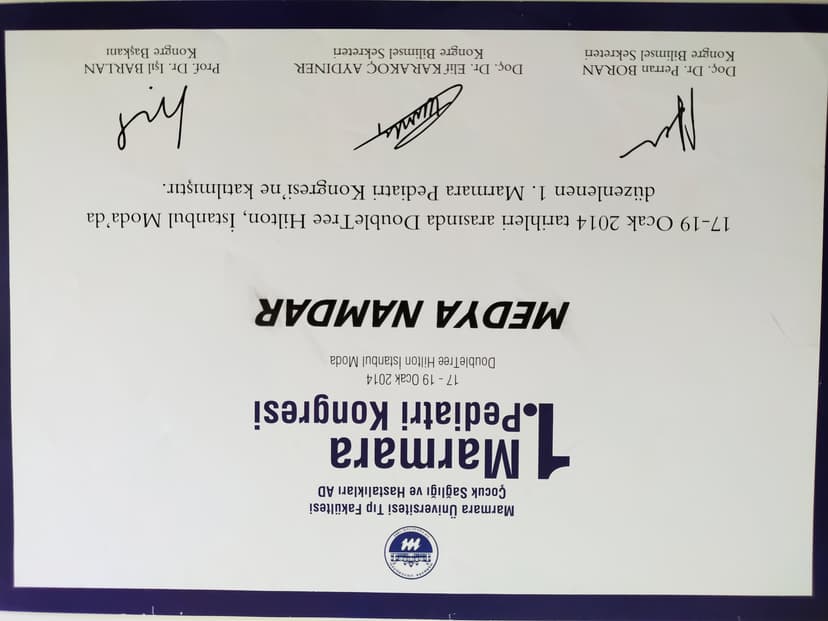 Marmara Üniversitesi Tıp Fakültesi
Çocuk Sağlığı ve Hastalıkları AD
1. Marmara
Pediatri Kongresi
17 - 19 Ocak 2014
DoubleTree Hilton İstanbul Moda
MEDYA NAMDAR
17-19 Ocak 2014 tarihleri arasında DoubleTree Hilton, İstanbul Moda'da
düzenlenen 1. Marmara Pediatri Kongresi'ne katılmıştır.
Doç. Dr. Perran BORAN
Kongre Bilimsel Sekreteri
Doç. Dr. Elif KARAKOÇ AYDINER
Kongre Bilimsel Sekreteri
Prof. Dr. Işıl BARLAN
Kongre Başkanı